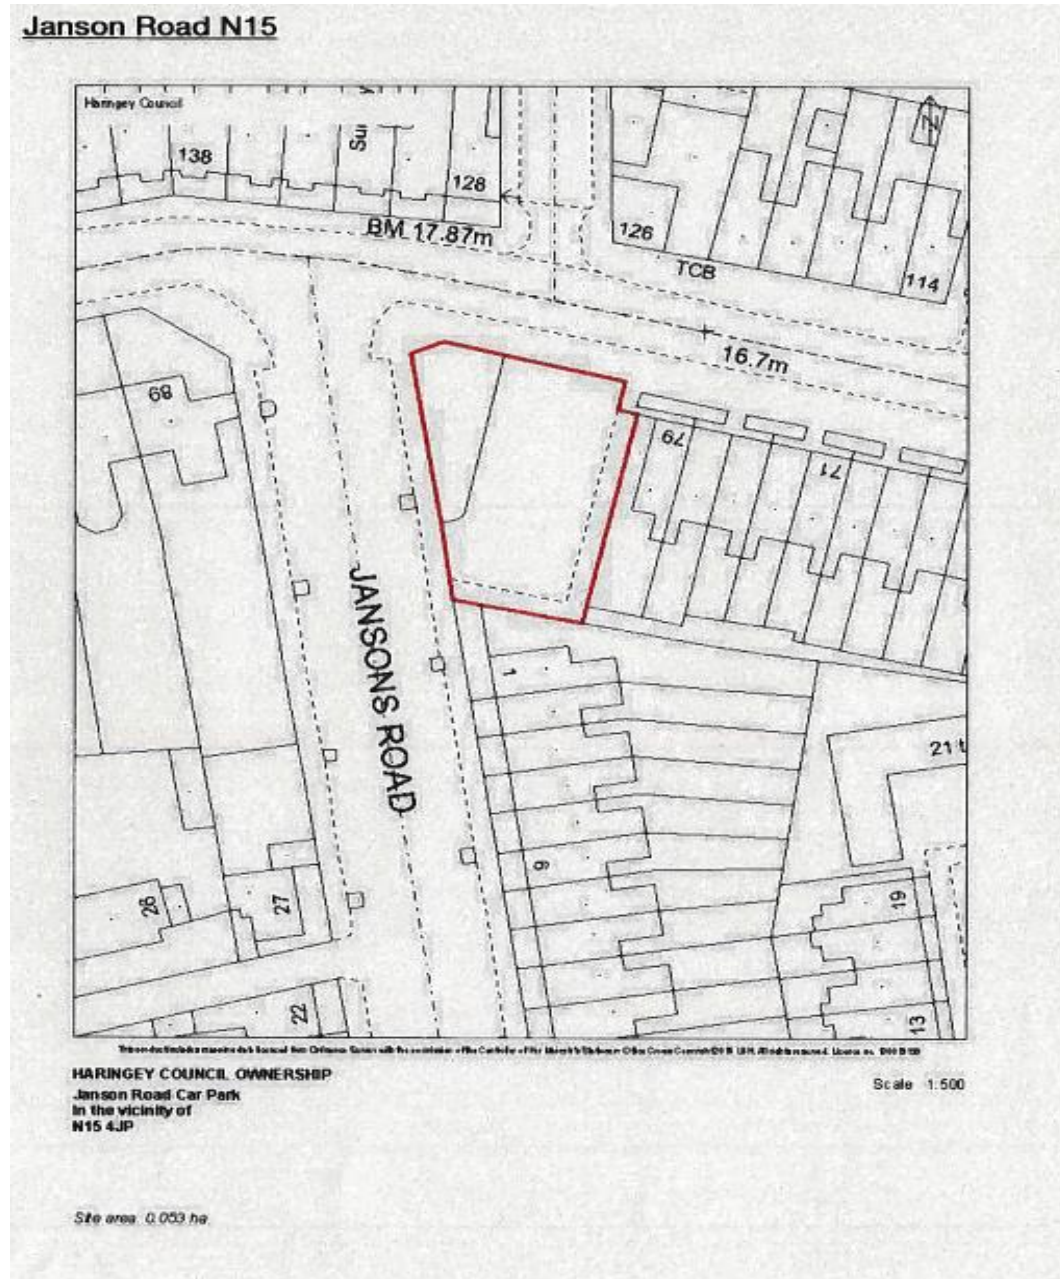 Janson Road N15
Haringey Council
138
128
BM 17.87m
126
TCB
114
16.7m
89
79
71
JANSONS ROAD
1
21
9
26
27
19
22
13
HARINGEY COUNCIL OWNERSHIP
Janson Road Car Park
In the vicinity of
N15 4JP
Scale 1:500
Site area 0.053 ha